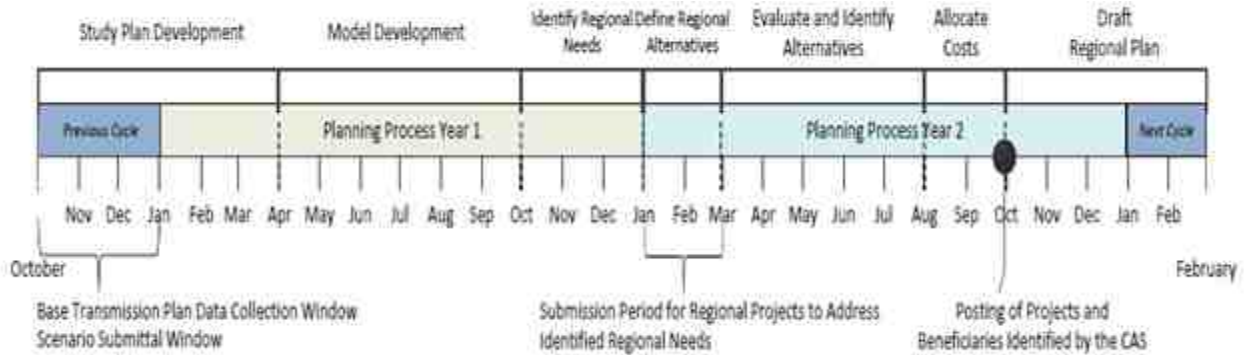 Study Plan Development
Model Development
Identify Regional
Needs
Define Regional
Alternatives
Evaluate and Identify
Alternatives
Allocate
Costs
Draft
Regional Plan
Previous Cycle
Planning Process Year 1
Planning Process Year 2
Next Cycle
Nov Dec Jan Feb Mar Apr May Jun Jul Aug Sep Oct Nov Dec Jan Feb Mar Apr May Jun Jul Aug Sep Oct Nov Dec Jan Feb
October
February
Base Transmission Plan Data Collection Window
Scenario Submittal Window
Submission Period for Regional Projects to Address
Identified Regional Needs
Posting of Projects and
Beneficiaries Identified by the CAS